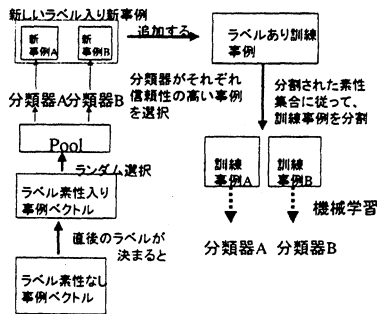 新しいラベル入り新事例
新
事例A
新
事例B
追加する
ラベルあり訓練
事例
分類器A
分類器B
分類器がそれぞれ
信頼性の高い事例
を選択
分割された素性
集合に従って、
訓練事例を分割
Pool
ランダム選択
訓練
事例A
訓練
事例B
ラベル素性入り
事例ベクトル
機械学習
直後のラベルが
決まると
分類器A
分類器B
ラベル素性なし
事例ベクトル